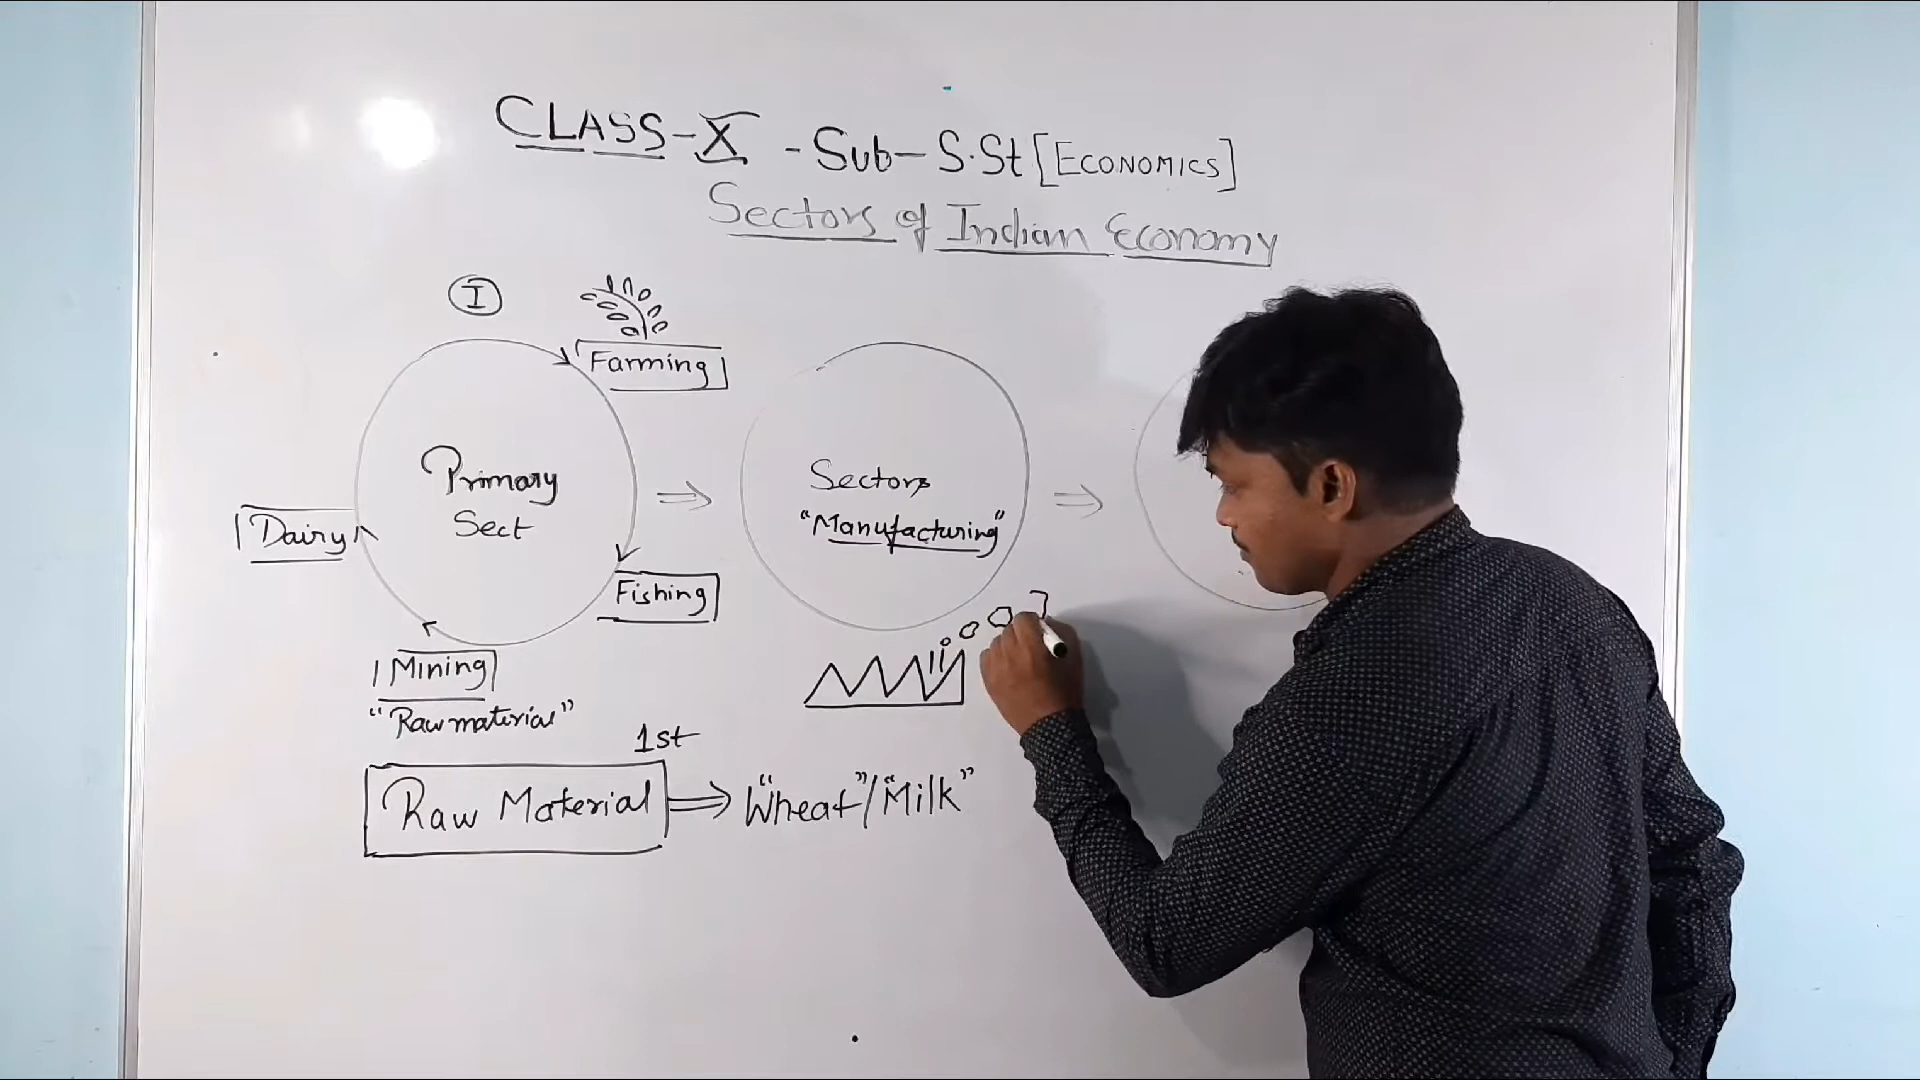 CLASS-X - Sub-S.St [ECONOMICS]
Sectors of Indian Economy
I
Farming
Primary
Sect
Dairy
Fishing
Mining
"Raw material"
Sectors
"Manufacturing"
1st
Raw Material ⇒ "Wheat"/"Milk"